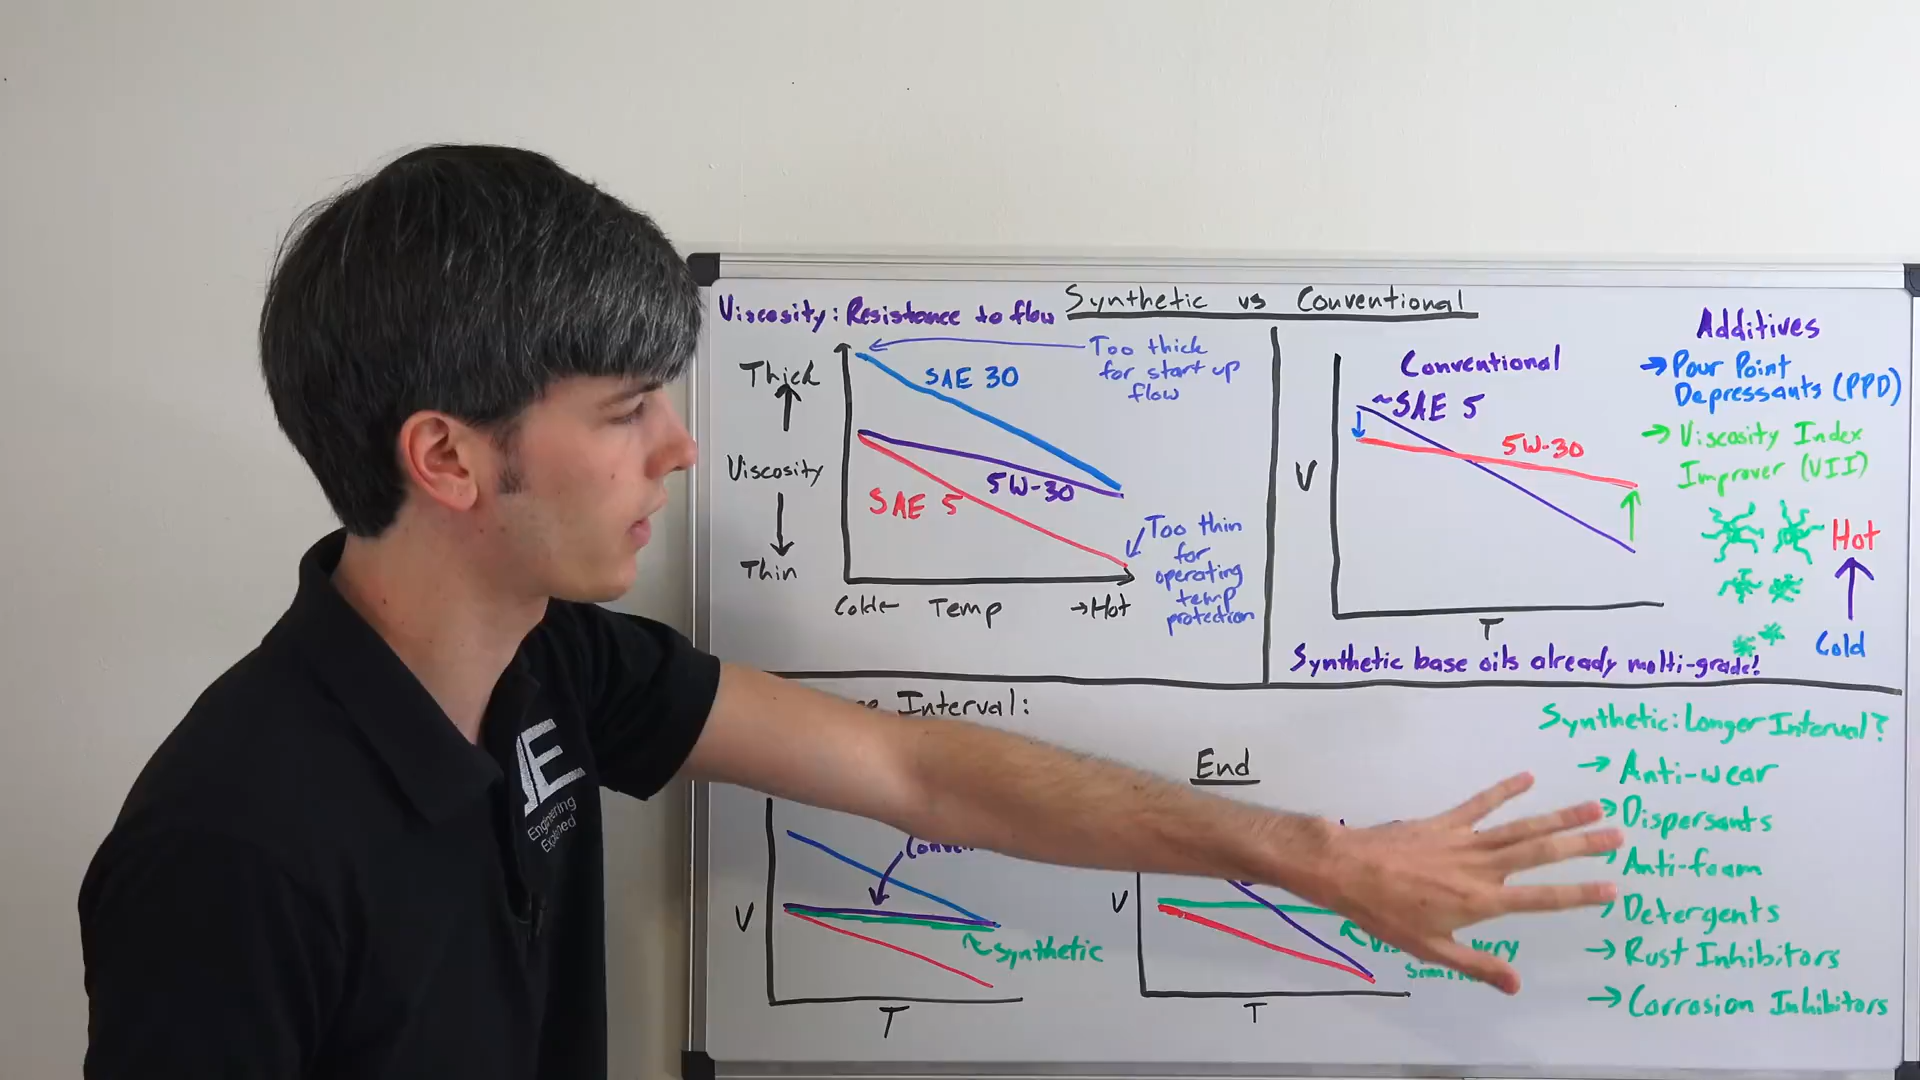 Synthetic vs Conventional
Viscosity: Resistance to flow
Thick
Viscosity
Thin
SAE 30
5W-30
SAE 5
Too thick
for start up
flow
Too thin
for
operating
temp
protection
Cold← Temp →Hot
Conventional
~SAE 5
5W-30
V
T
Synthetic base oils already multi-grade!
Additives
→Pour Point
Depressants (PPD)
→Viscosity Index
Improver (VII)
Hot
Cold
Interval:
V
T
~Synthetic
End
V
T
Synthetic: Longer Interval?
→ Anti-wear
Dispersants
Anti-foam
Detergents
→ Rust Inhibitors
→ Corrosion Inhibitors
E
Engineering
Explained